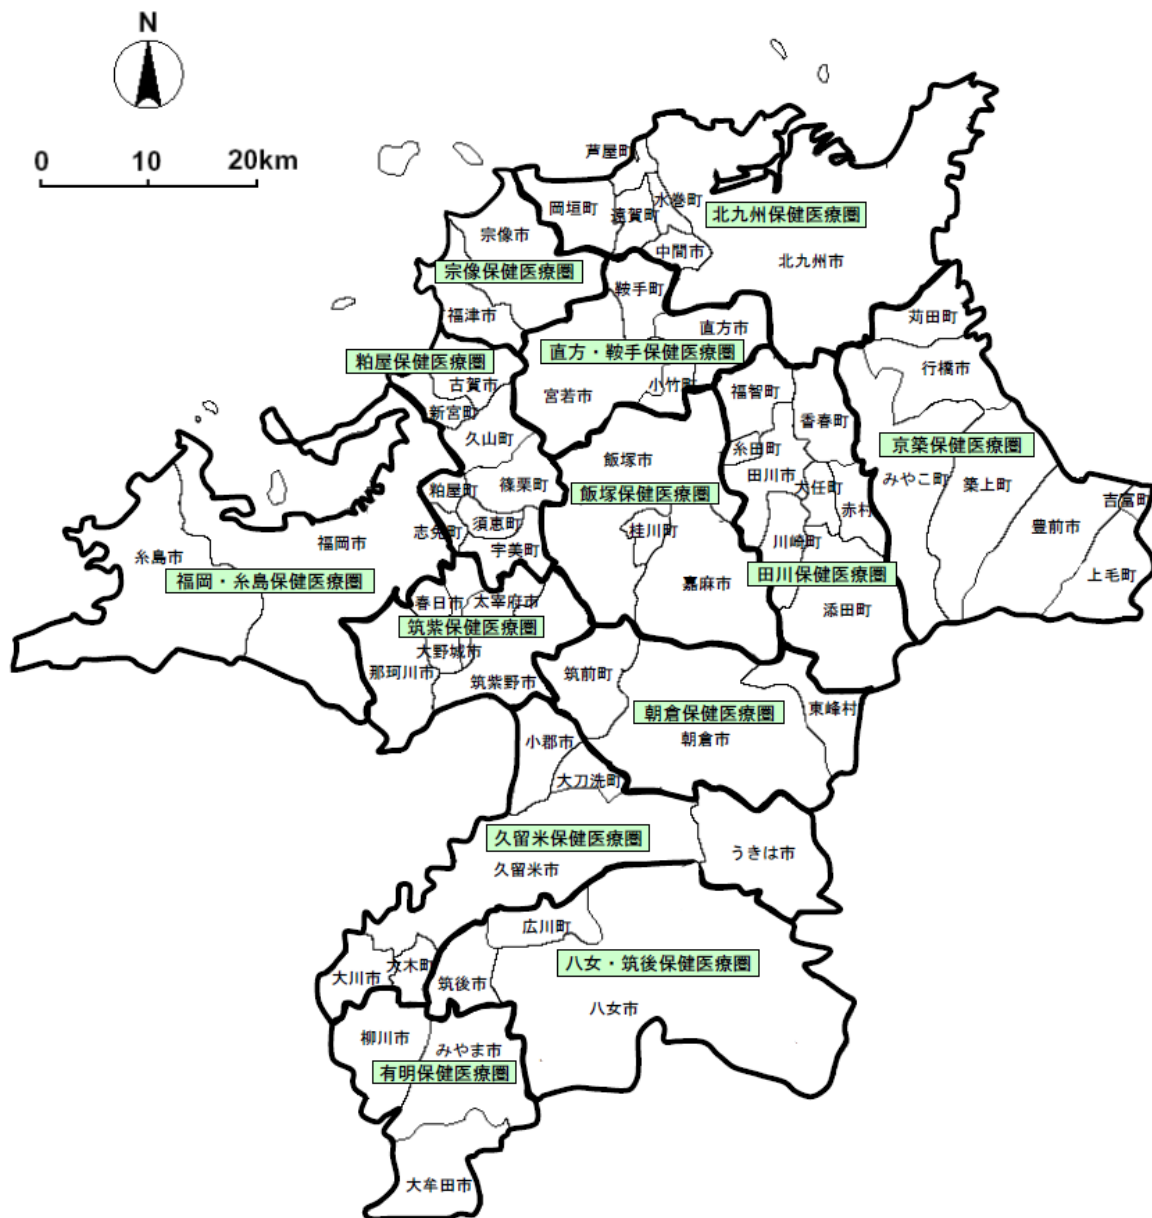 N
0 10 20km
芦屋町
岡垣町
遠賀町
水巻町
北九州保健医療圏
宗像市
中間市
北九州市
宗像保健医療圏
鞍手町
福津市
直方市
苅田町
粕屋保健医療圏
直方・鞍手保健医療圏
行橋市
古賀市
宮若市
小竹町
福智町
新宮町
香春町
久山町
糸田町
京築保健医療圏
飯塚市
田川市
大任町
みやこ町
築上町
粕屋町
篠栗町
飯塚保健医療圏
赤村
吉富町
志免町
須恵町
桂川町
川崎町
豊前市
福岡市
宇美町
糸島市
福岡・糸島保健医療圏
嘉麻市
田川保健医療圏
上毛町
春日市
太宰府市
添田町
筑紫保健医療圏
大野城市
那珂川市
筑紫野市
筑前町
東峰村
朝倉保健医療圏
小郡市
朝倉市
大刀洗町
久留米保健医療圏
うきは市
久留米市
広川町
大川市
大木町
筑後市
八女・筑後保健医療圏
八女市
柳川市
みやま市
有明保健医療圏
大牟田市